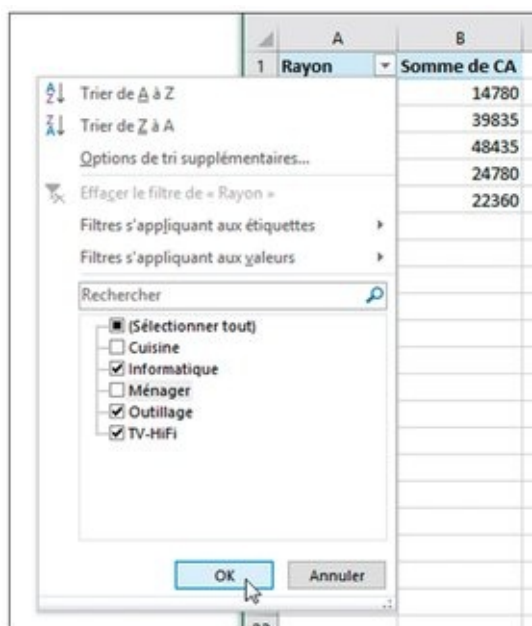 A B
1 Rayon Somme de CA
Trier de A à Z 14780
Trier de Z à A 39835
Options de tri supplémentaires... 48435
Effacer le filtre de « Rayon » 24780
Filtres s'appliquant aux étiquettes 22360
Filtres s'appliquant aux valeurs
Rechercher
(Sélectionner tout)
Cuisine
Informatique
Ménager
Outillage
TV-HiFi
OK Annuler